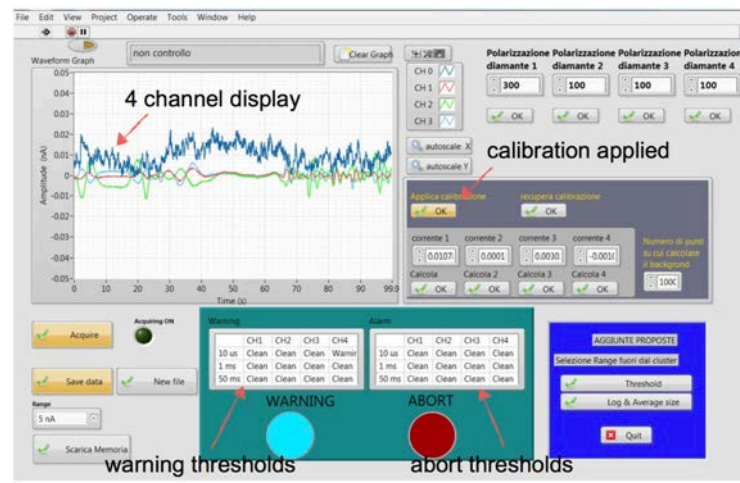 File Edit View Project Operate Tools Window Help
Waveform Graph
non controllo
Clear Graph
Polarizzazione diamante 1
Polarizzazione diamante 2
Polarizzazione diamante 3
Polarizzazione diamante 4
300
100
100
100
OK OK OK OK
CH 0
CH 1
CH 2
CH 3
autoscale X
autoscale Y
4 channel display
calibration applied
Amplitude (nA)
0.05
0.04
0.03
0.02
0.01
0
-0.01
-0.02
-0.03
-0.04
-0.05
0 10 20 30 40 50 60 70 80 90 99.9
Time (s)
Applica calibrazione
recupera calibrazione
OK OK
corrente 1 corrente 2 corrente 3 corrente 4
0.0107 0.0001 0.0030 -0.0010
Calcola Calcola 2 Calcola 3 Calcola 4
OK OK OK OK
Numero di punti
su cui calcolare
il backgrond
100
Acquire
Acquiring ON
Save data
New file
Range
5 nA
Scarica Memoria
Warning
CH1 CH2 CH3 CH4
10 us Clean Clean Clean Warnir
1 ms Clean Clean Clean Clean
50 ms Clean Clean Clean Clean
WARNING
Alarm
CH1 CH2 CH3 CH4
10 us Clean Clean Clean Clean
1 ms Clean Clean Clean Clean
50 ms Clean Clean Clean Clean
ABORT
warning thresholds
abort thresholds
AGGIUNTE PROPOSTE
Selezione Range fuori dal cluster
Threshold
Log & Average size
Quit